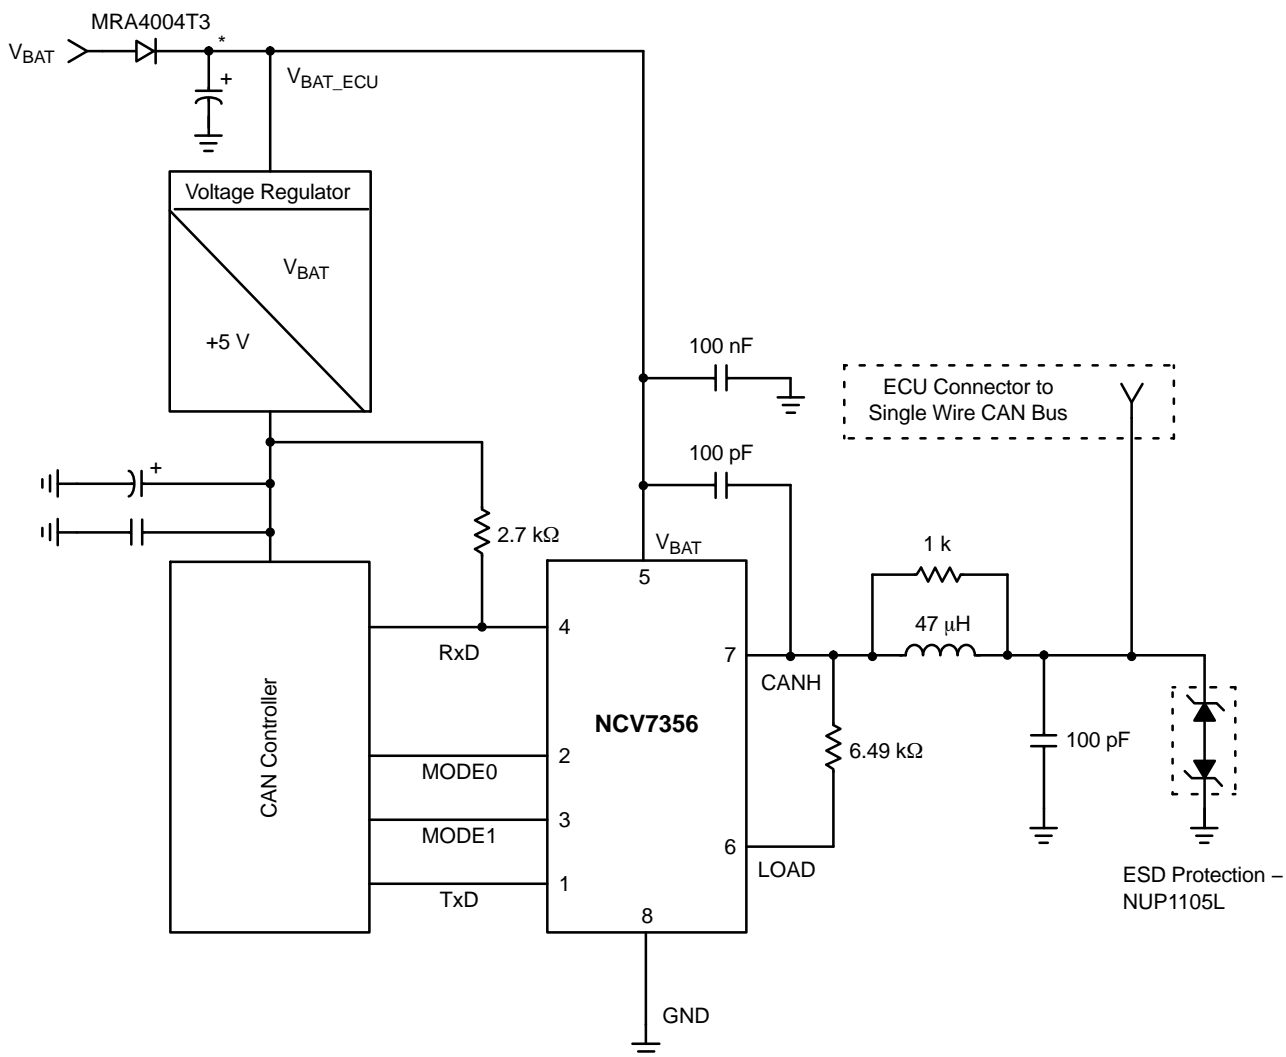 MRA4004T3
V_BAT
*
+
V_BAT_ECU
Voltage Regulator
V_BAT
+5 V
100 nF
ECU Connector to
Single Wire CAN Bus
100 pF
+
2.7 kΩ
V_BAT
5
1 k
4
47 μH
RxD
7
CANH
CAN Controller
NCV7356
6.49 kΩ
100 pF
2
MODE0
3
MODE1
6
LOAD
1
TxD
8
ESD Protection –
NUP1105L
GND